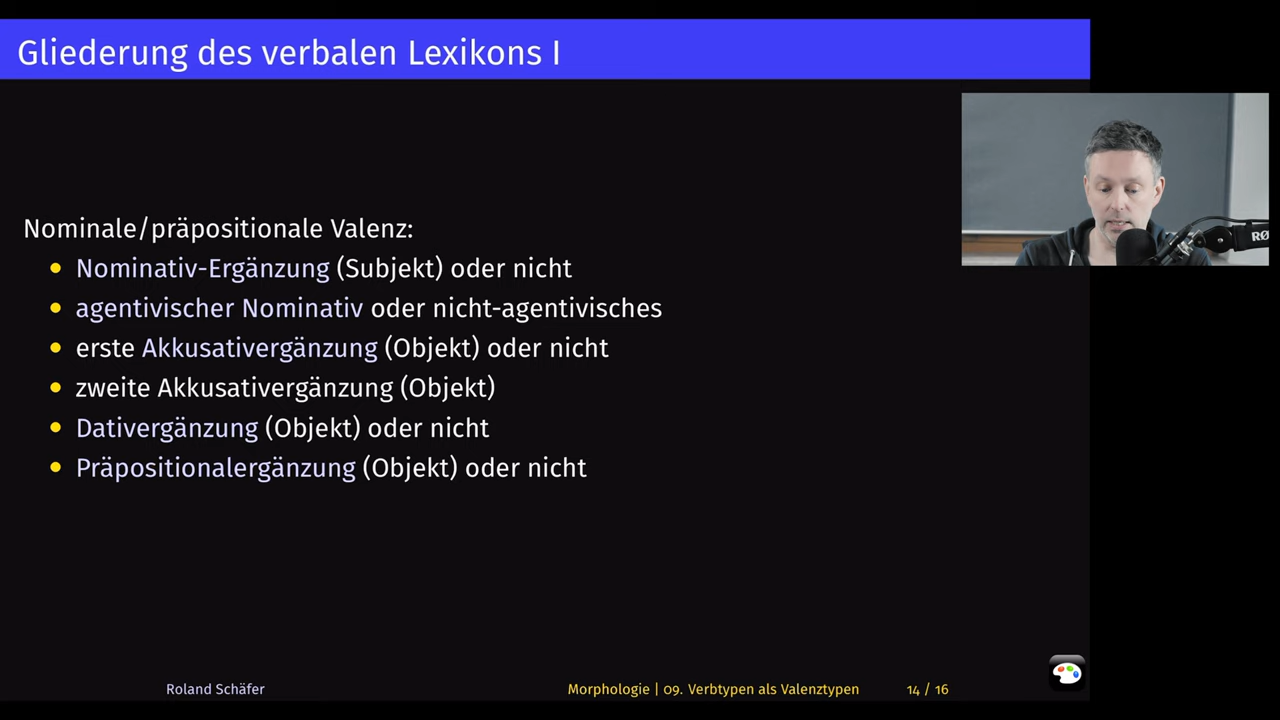 Gliederung des verbalen Lexikons I
Nominale/präpositionale Valenz:
Nominativ-Ergänzung (Subjekt) oder nicht
agentivischer Nominativ oder nicht-agentivisches
erste Akkusativergänzung (Objekt) oder nicht
zweite Akkusativergänzung (Objekt)
Dativergänzung (Objekt) oder nicht
Präpositionalergänzung (Objekt) oder nicht
RØ
Roland Schäfer
Morphologie | 09. Verbtypen als Valenztypen
14 / 16